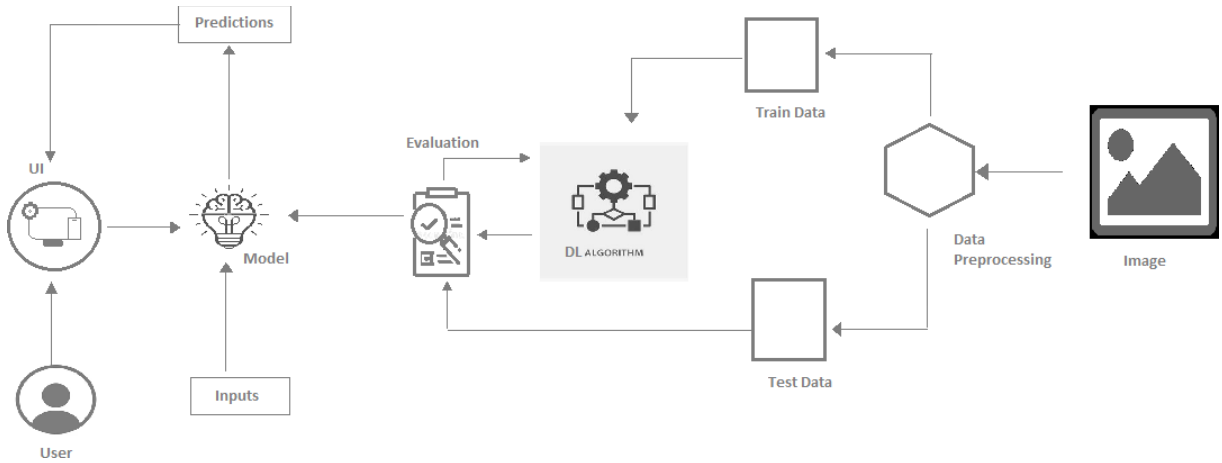 Predictions
Train Data
Evaluation
UI
DL ALGORITHM
Model
Data
Preprocessing
Image
Test Data
Inputs
User